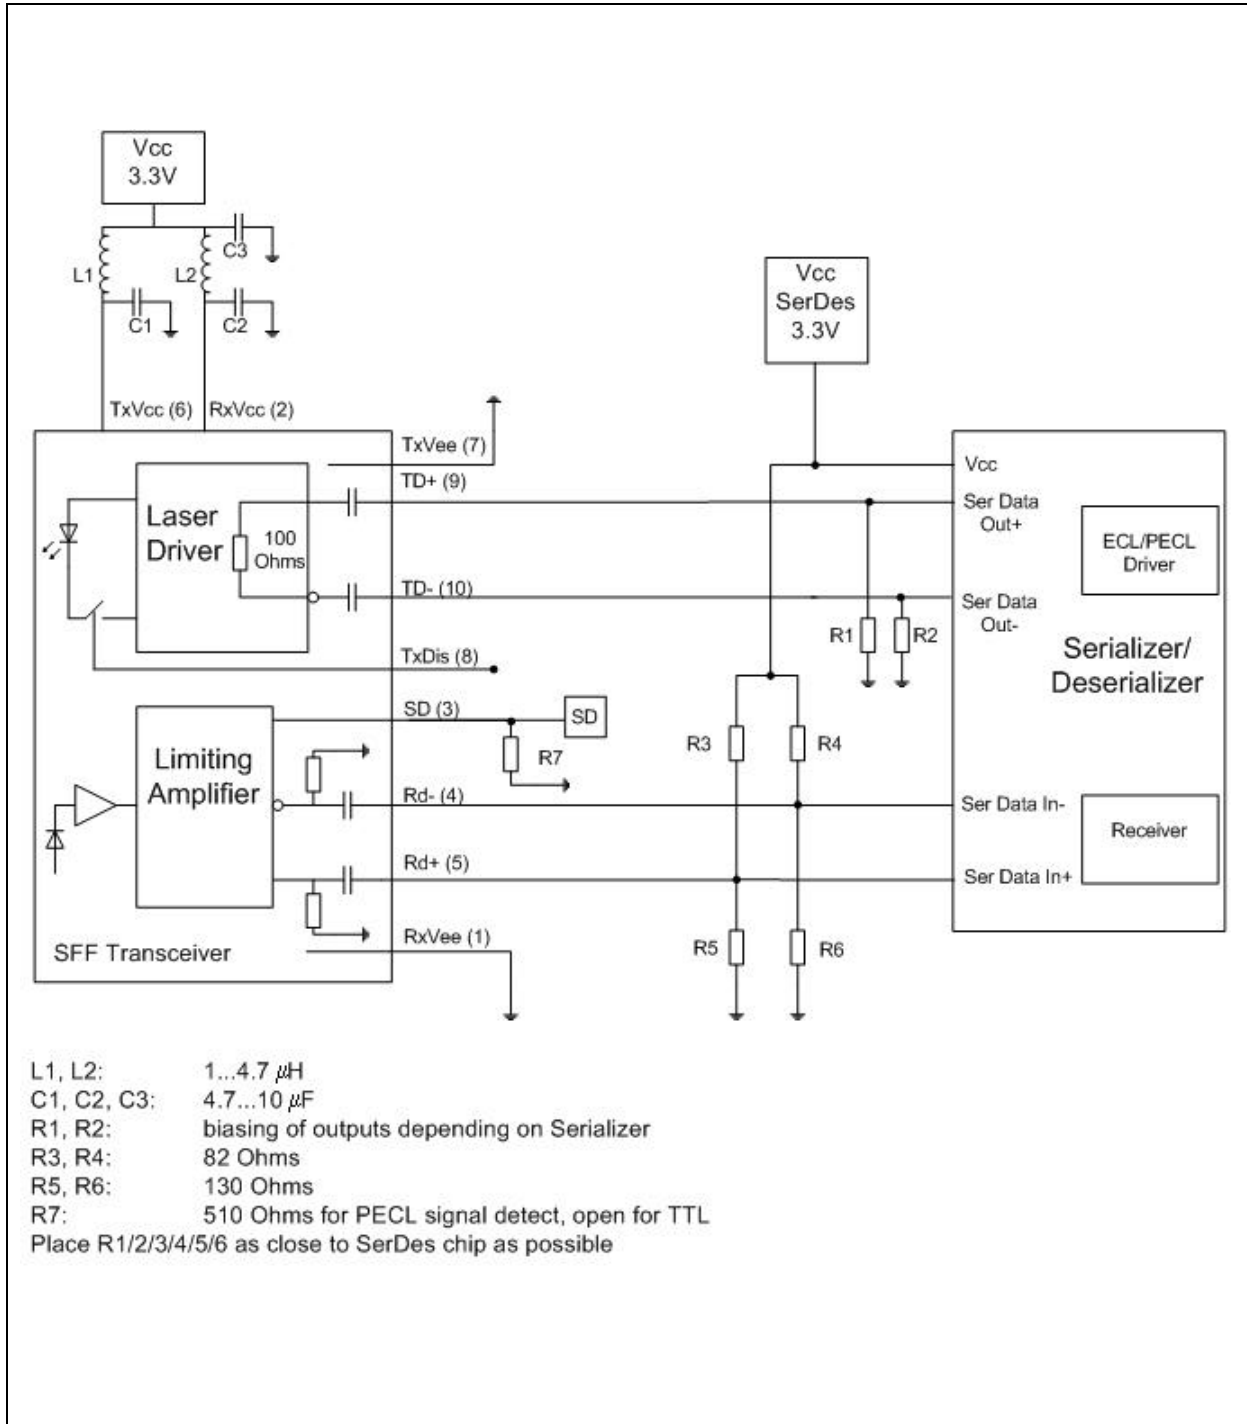 Vcc
3.3V
C3
L1
L2
C1
C2
Vcc
SerDes
3.3V
TxVcc (6)
RxVcc (2)
TxVee (7)
TD+ (9)
Laser
Driver
100
Ohms
TD- (10)
TxDis (8)
Vcc
Ser Data
Out+
ECL/PECL
Driver
Ser Data
Out-
R1
R2
Serializer/
Deserializer
SD (3)
SD
R7
R3
R4
Limiting
Amplifier
Rd- (4)
Ser Data In-
Receiver
Rd+ (5)
Ser Data In+
RxVee (1)
SFF Transceiver
R5
R6
L1, L2: 1...4.7 μH
C1, C2, C3: 4.7...10 μF
R1, R2: biasing of outputs depending on Serializer
R3, R4: 82 Ohms
R5, R6: 130 Ohms
R7: 510 Ohms for PECL signal detect, open for TTL
Place R1/2/3/4/5/6 as close to SerDes chip as possible